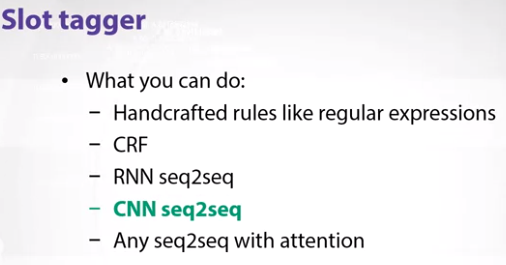 Slot tagger
• What you can do:
– Handcrafted rules like regular expressions
– CRF
– RNN seq2seq
– CNN seq2seq
– Any seq2seq with attention